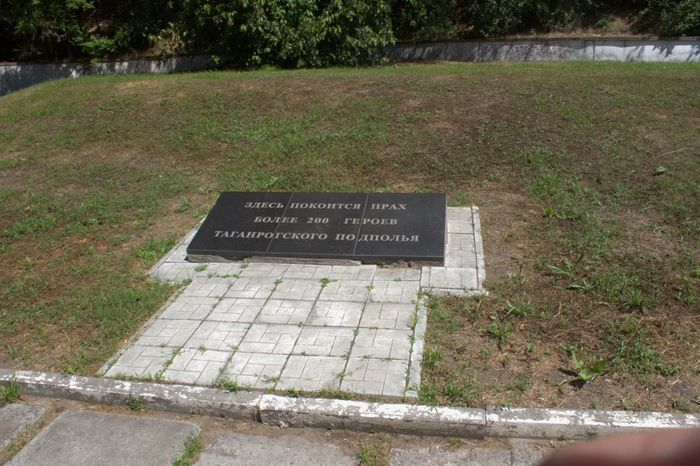 ЗДЕСЬ ПОКОИТСЯ ПРАХ
БОЛЕЕ 200 ГЕРОЕВ
ТАГАНРОГСКОГО ПОДПОЛЬЯ